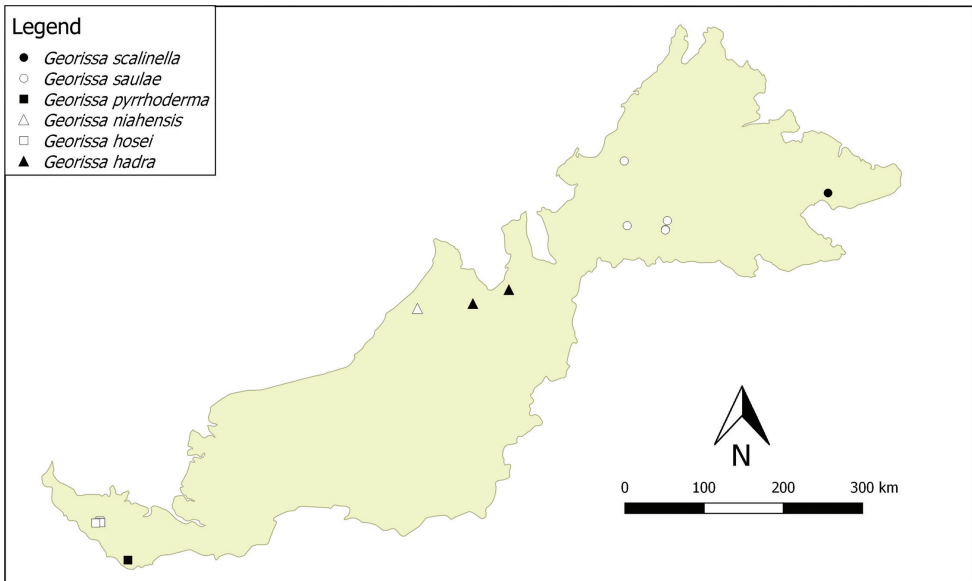 Legend
Georissa scalinella
Georissa saulae
Georissa pyrrhoderma
Georissa niahensis
Georissa hosei
Georissa hadra
N
0 100 200 300 km